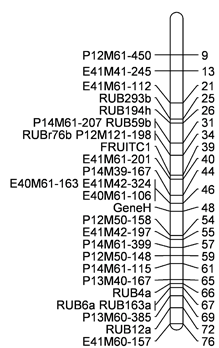 P12M61-450 9
E41M41-245 13
E41M61-112 21
RUB293b 25
RUB194h 26
P14M61-207 RUB59b 31
RUBr76b P12M121-198 34
FRUITC1 39
E41M61-201 40
P14M39-167 44
E40M61-163 E41M42-324 46
E40M61-106
GeneH 48
P12M50-158 54
E41M42-197 55
P14M61-399 57
P12M50-148 59
P14M61-115 61
P13M40-167 65
RUB4a 66
RUB6a RUB163a 67
P13M60-385 69
RUB12a 72
E41M60-157 76